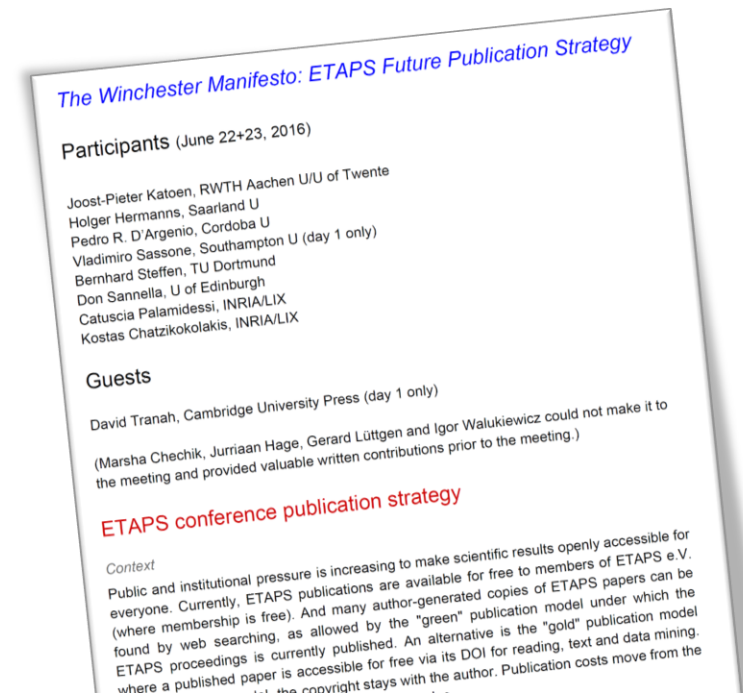 The Winchester Manifesto: ETAPS Future Publication Strategy
Participants (June 22+23, 2016)
Joost-Pieter Katoen, RWTH Aachen U/U of Twente
Holger Hermanns, Saarland U
Pedro R. D'Argenio, Cordoba U
Vladimiro Sassone, Southampton U (day 1 only)
Bernhard Steffen, TU Dortmund
Don Sannella, U of Edinburgh
Catuscia Palamidessi, INRIA/LIX
Kostas Chatzikokolakis, INRIA/LIX
Guests
David Tranah, Cambridge University Press (day 1 only)
(Marsha Chechik, Jurriaan Hage, Gerard Lüttgen and Igor Walukiewicz could not make it to
the meeting and provided valuable written contributions prior to the meeting.)
ETAPS conference publication strategy
Context
Public and institutional pressure is increasing to make scientific results openly accessible for
everyone. Currently, ETAPS publications are available for free to members of ETAPS e.V.
(where membership is free). And many author-generated copies of ETAPS papers can be
found by web searching, as allowed by the "green" publication model under which the
ETAPS proceedings is currently published. An alternative is the "gold" publication model
where a published paper is accessible for free via its DOI for reading, text and data mining.
the copyright stays with the author. Publication costs move from the